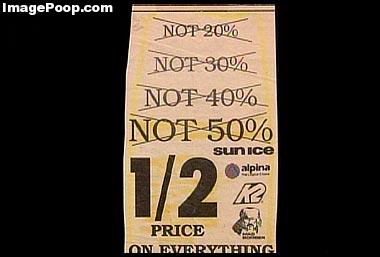 ImagePoop.com
NOT 20%
NOT 30%
NOT 40%
NOT 50%
SUN ICE
1/2
alpina
K2
PRICE
ON EVERYTHING